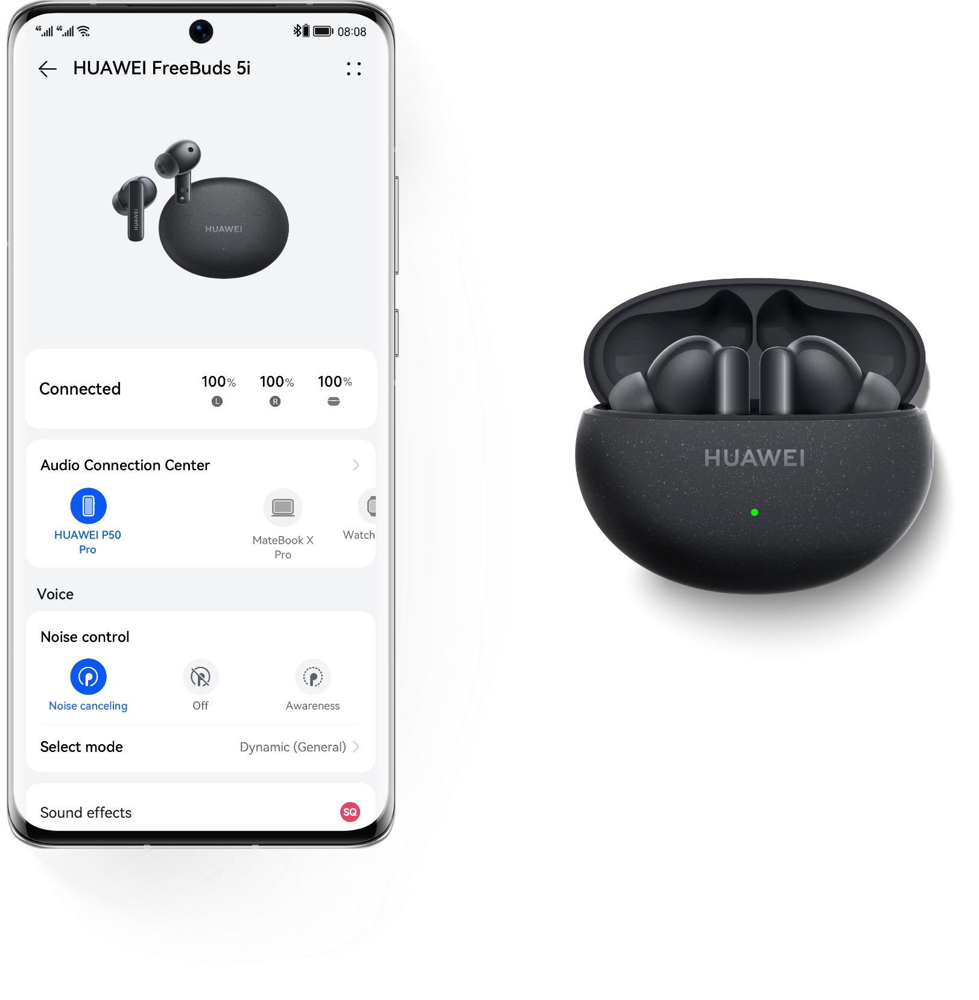 4G 4G 08:08
HUAWEI FreeBuds 5i
R
HUAWEI
HUAWEI
Connected
100% 100% 100%
L R
Audio Connection Center
HUAWEI P50
Pro
MateBook X
Pro
Watch
Voice
Noise control
Noise canceling Off Awareness
Select mode Dynamic (General)
Sound effects SQ
HUAWEI